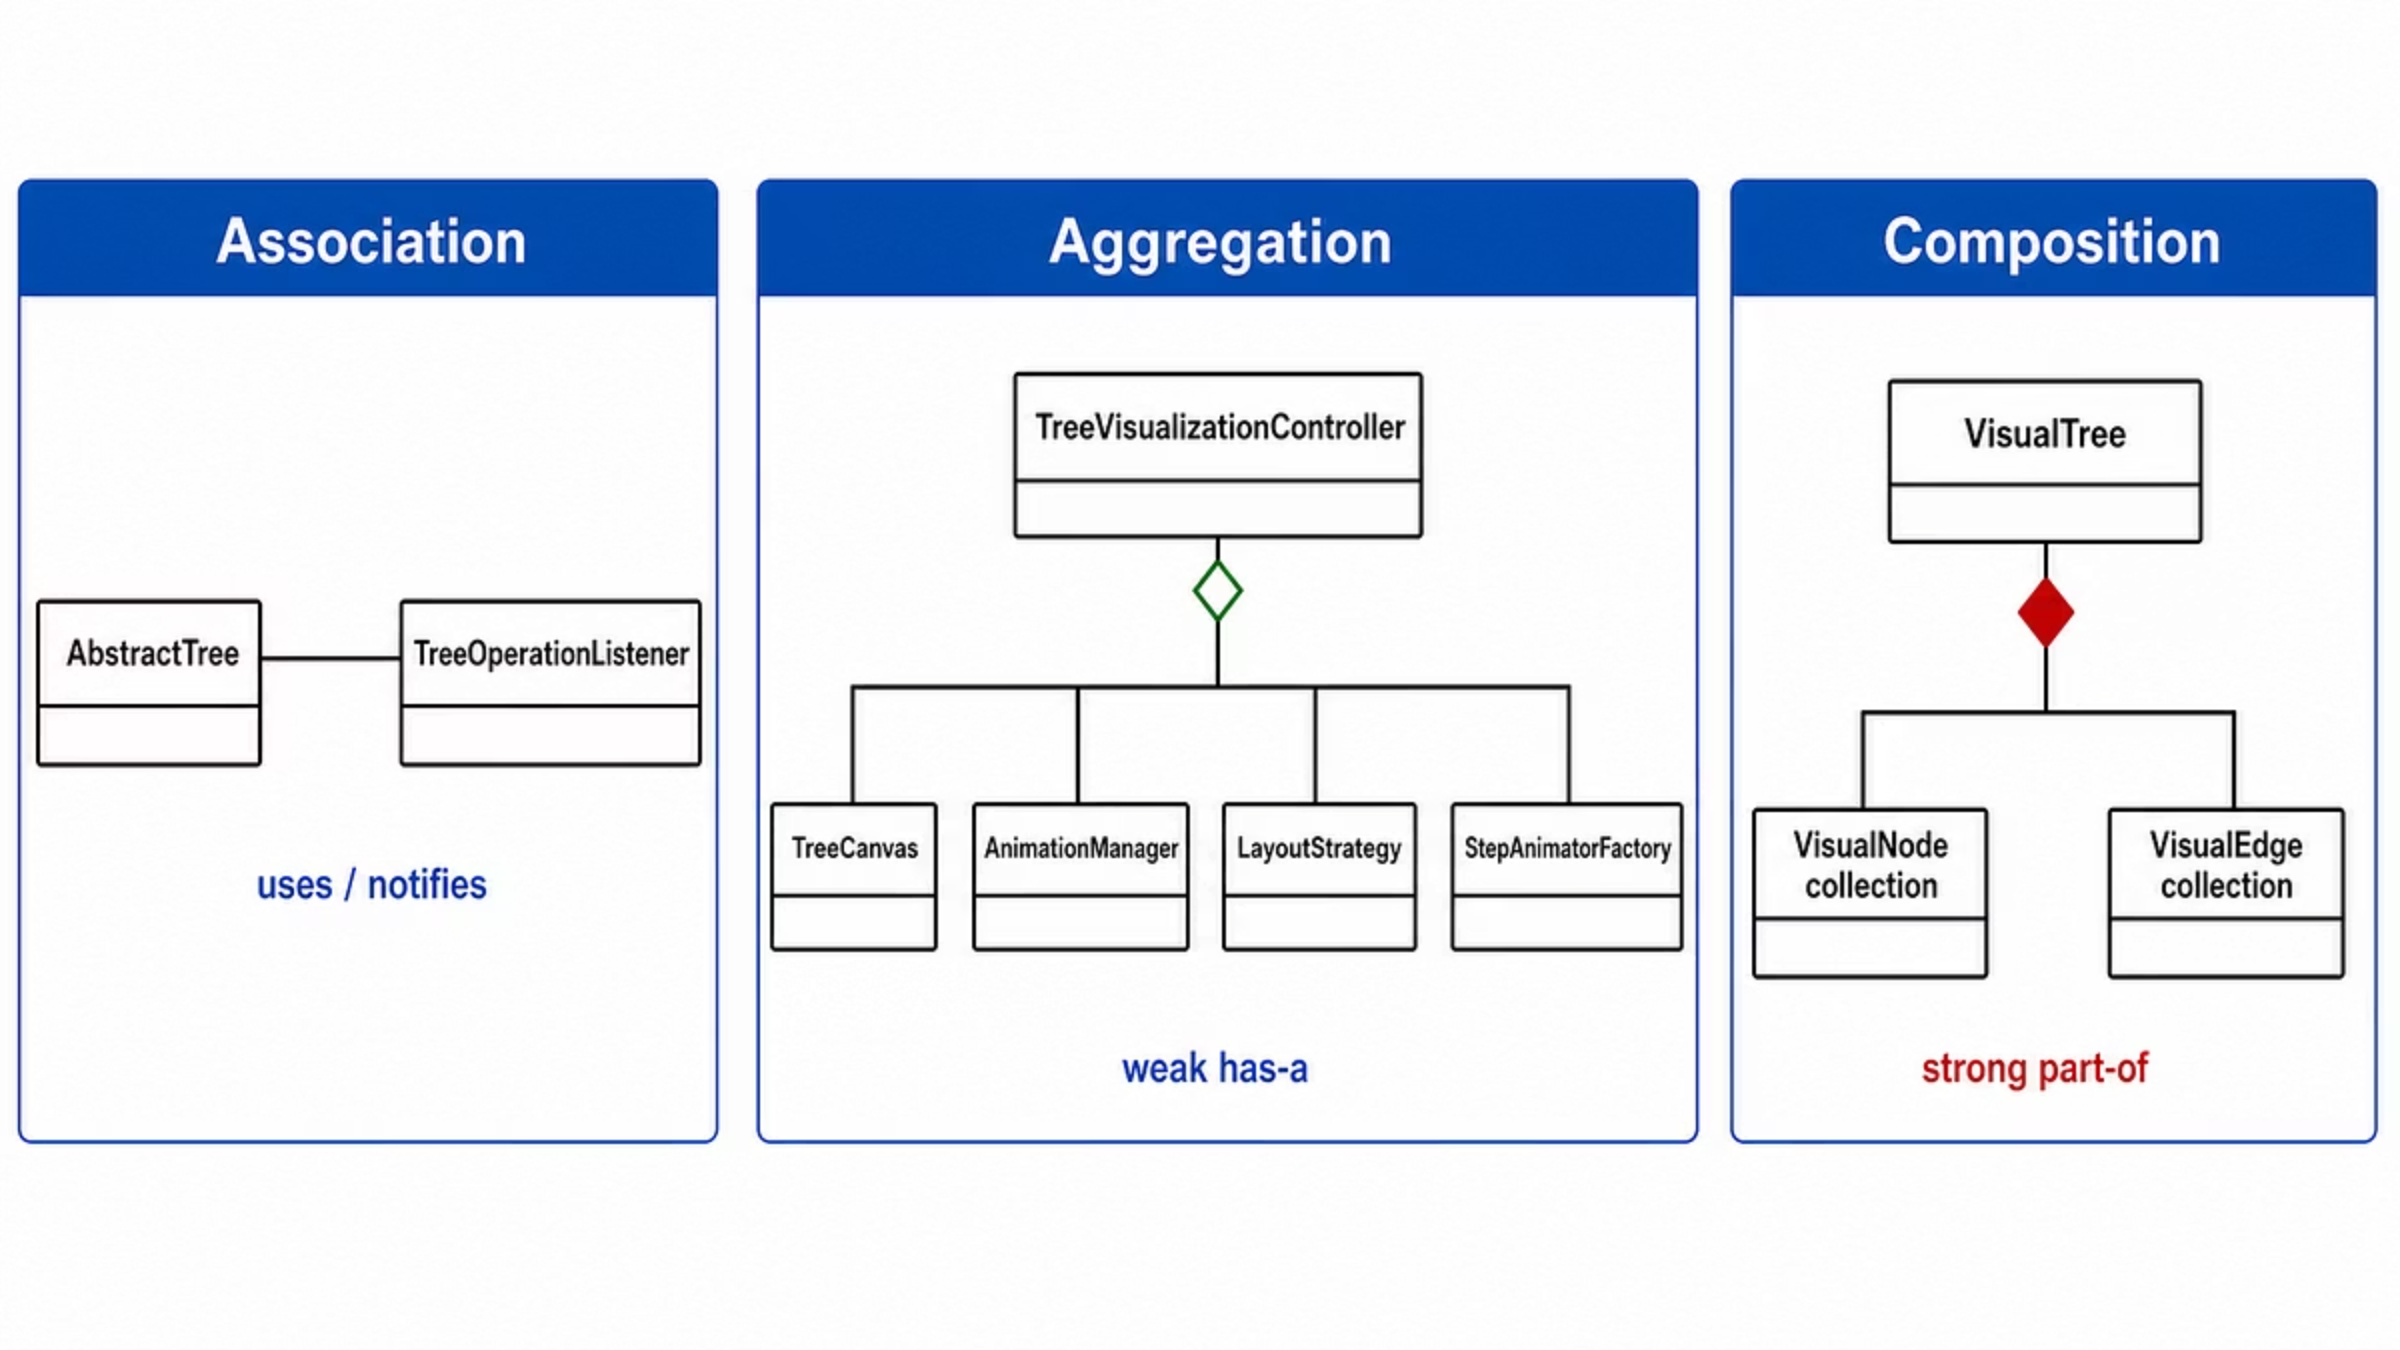 Association
AbstractTree
TreeOperationListener
uses / notifies
Aggregation
TreeVisualizationController
TreeCanvas
AnimationManager
LayoutStrategy
StepAnimatorFactory
weak has-a
Composition
VisualTree
VisualNode
collection
VisualEdge
collection
strong part-of